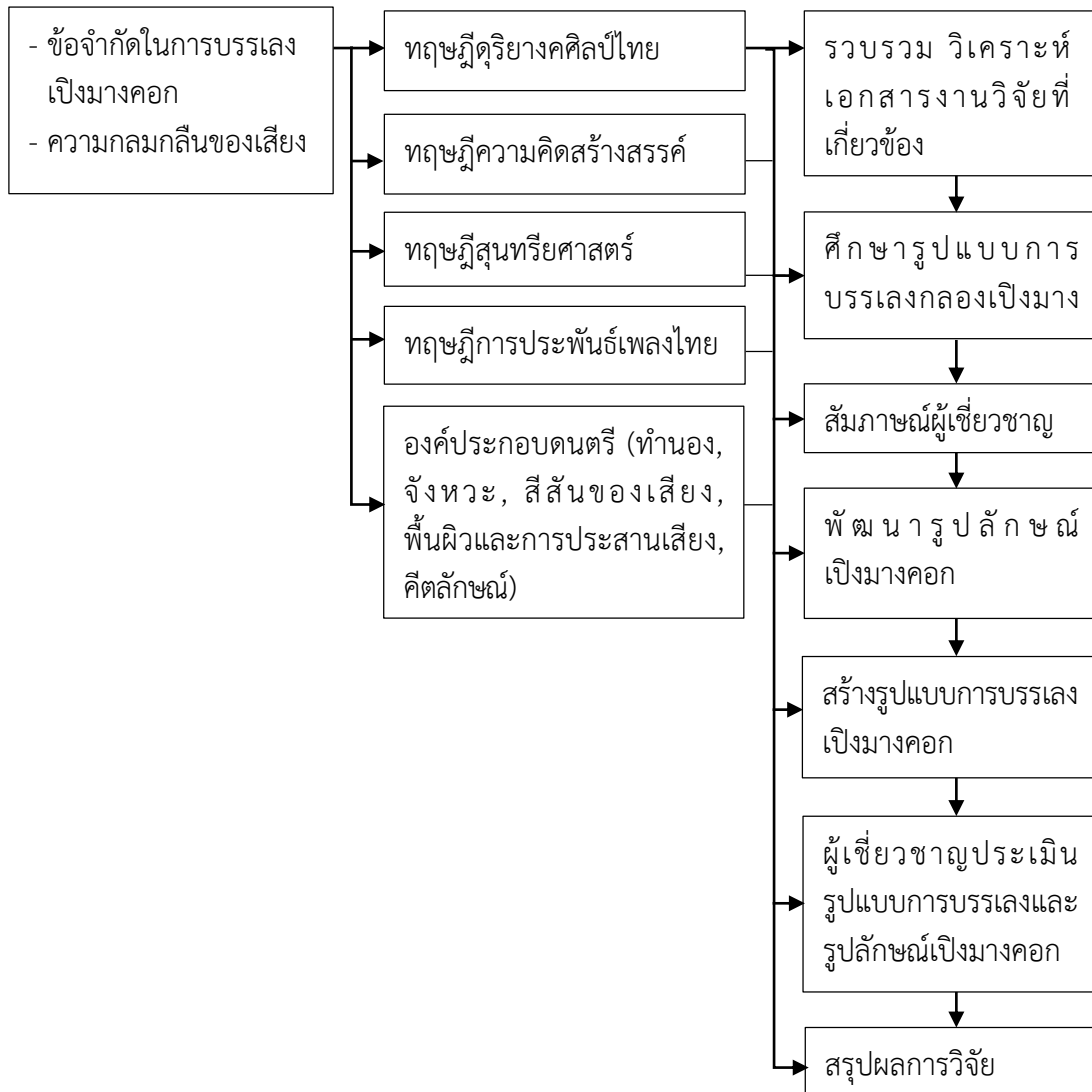 - ข้อจำกัดในการบรรเลง
เปิงมางคอก
- ความกลมกลืนของเสียง
ทฤษฎีดุริยางคศิลป์ไทย
ทฤษฎีความคิดสร้างสรรค์
ทฤษฎีสุนทรียศาสตร์
ทฤษฎีการประพันธ์เพลงไทย
องค์ประกอบดนตรี (ทำนอง,
จังหวะ, สีสันของเสียง,
พื้นผิวและการประสานเสียง,
คีตลักษณ์)
รวบรวม วิเคราะห์
เอกสารงานวิจัยที่
เกี่ยวข้อง
ศึกษารูปแบบการ
บรรเลงกลองเปิงมาง
สัมภาษณ์ผู้เชี่ยวชาญ
พัฒนารูปลักษณ์
เปิงมางคอก
สร้างรูปแบบการบรรเลง
เปิงมางคอก
ผู้เชี่ยวชาญประเมิน
รูปแบบการบรรเลงและ
รูปลักษณ์เปิงมางคอก
สรุปผลการวิจัย